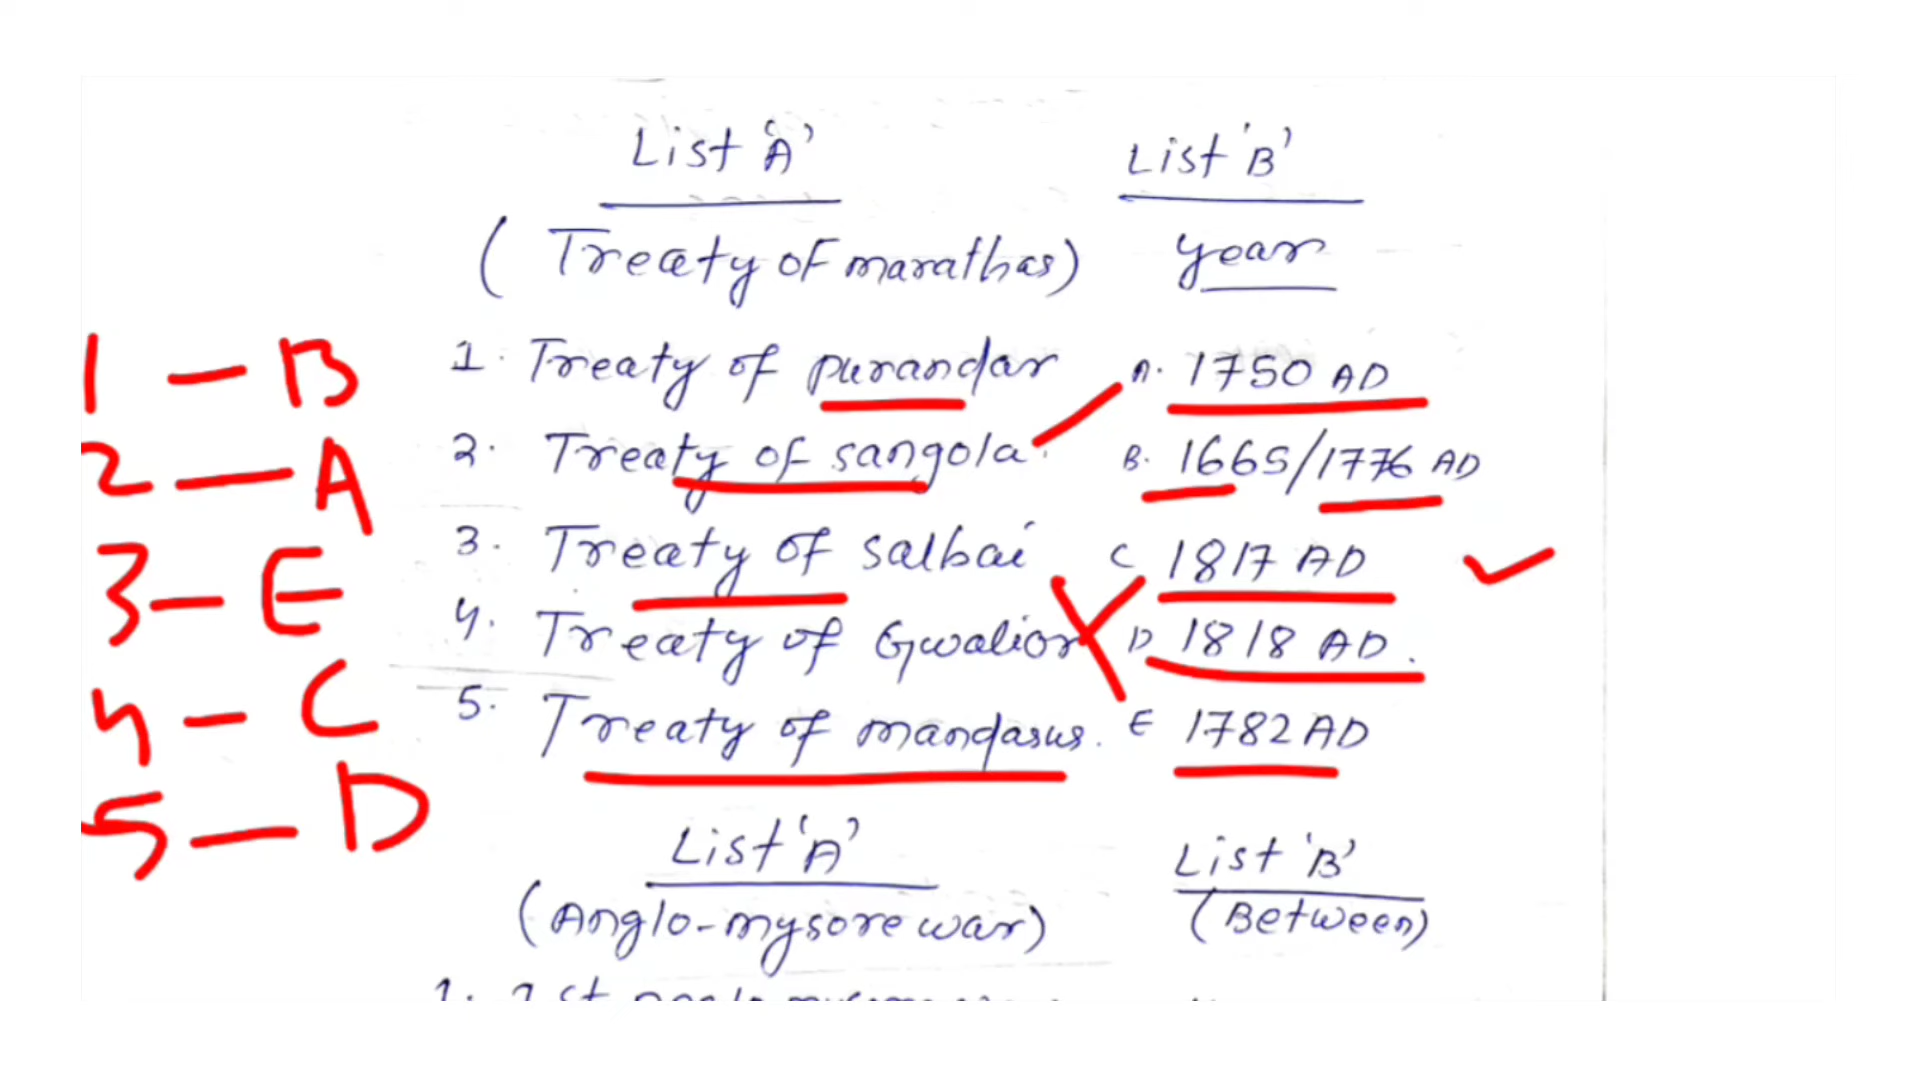 List 'A' List 'B'
(Treaty of marathas) year
1 - B 1. Treaty of purandar A. 1750 AD
2 - A 2. Treaty of sangola. B. 1665/1776 AD
3 - E 3. Treaty of salbai C 1817 AD
4 - C 4. Treaty of Gwalior D 1818 AD.
5 - D 5. Treaty of mandasus. E 1782 AD
List 'A' List 'B'
(Anglo-mysore war) (Between)
1. 1st